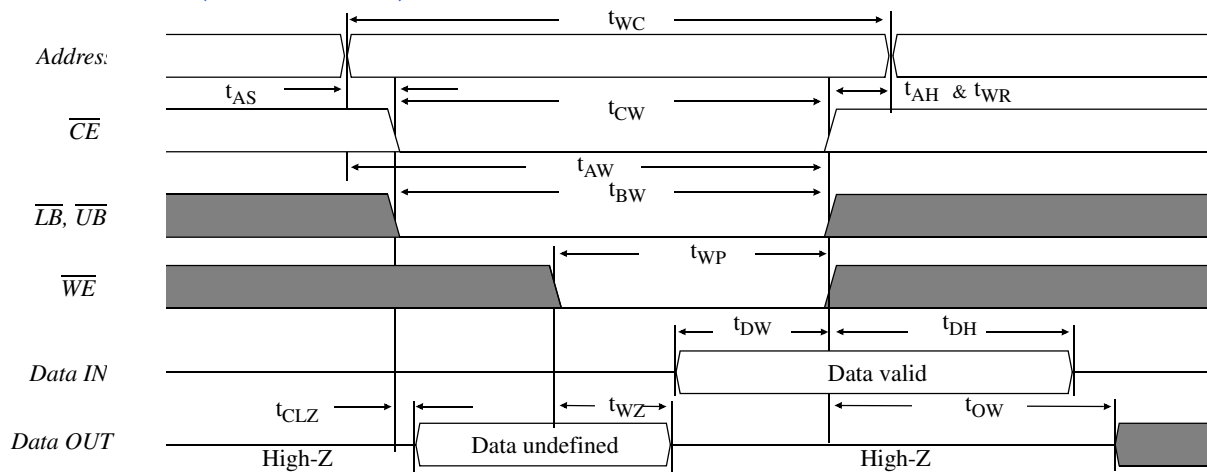 tWC
Address
tAS
tCW
tAH & tWR
CE
tAW
tBW
LB, UB
tWP
WE
tDW
tDH
Data IN
Data valid
tCLZ
tWZ
tOW
Data OUT
Data undefined
High-Z
High-Z